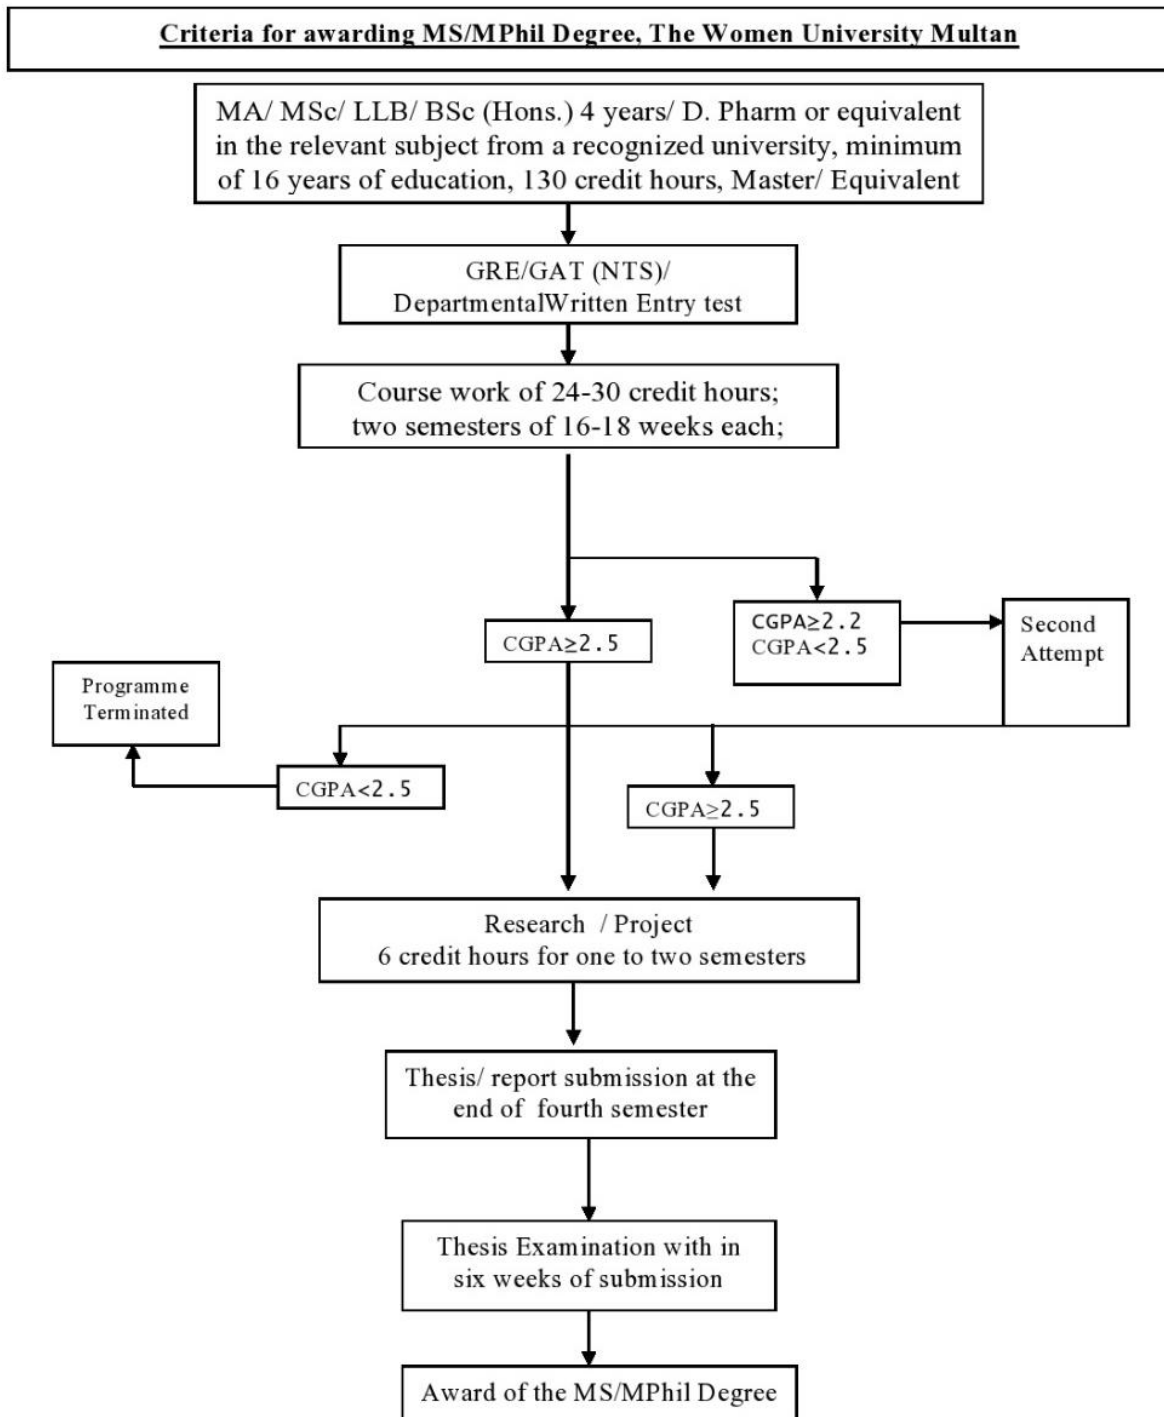 Criteria for awarding MS/MPhil Degree, The Women University Multan
MA/ MSc/ LLB/ BSc (Hons.) 4 years/ D. Pharm or equivalent
in the relevant subject from a recognized university, minimum
of 16 years of education, 130 credit hours, Master/ Equivalent
GRE/GAT (NTS)/
DepartmentalWritten Entry test
Course work of 24-30 credit hours;
two semesters of 16-18 weeks each;
CGPA≥2.5
CGPA≥2.2
CGPA<2.5
Second
Attempt
Programme
Terminated
CGPA<2.5
CGPA≥2.5
Research / Project
6 credit hours for one to two semesters
Thesis/ report submission at the
end of fourth semester
Thesis Examination with in
six weeks of submission
Award of the MS/MPhil Degree